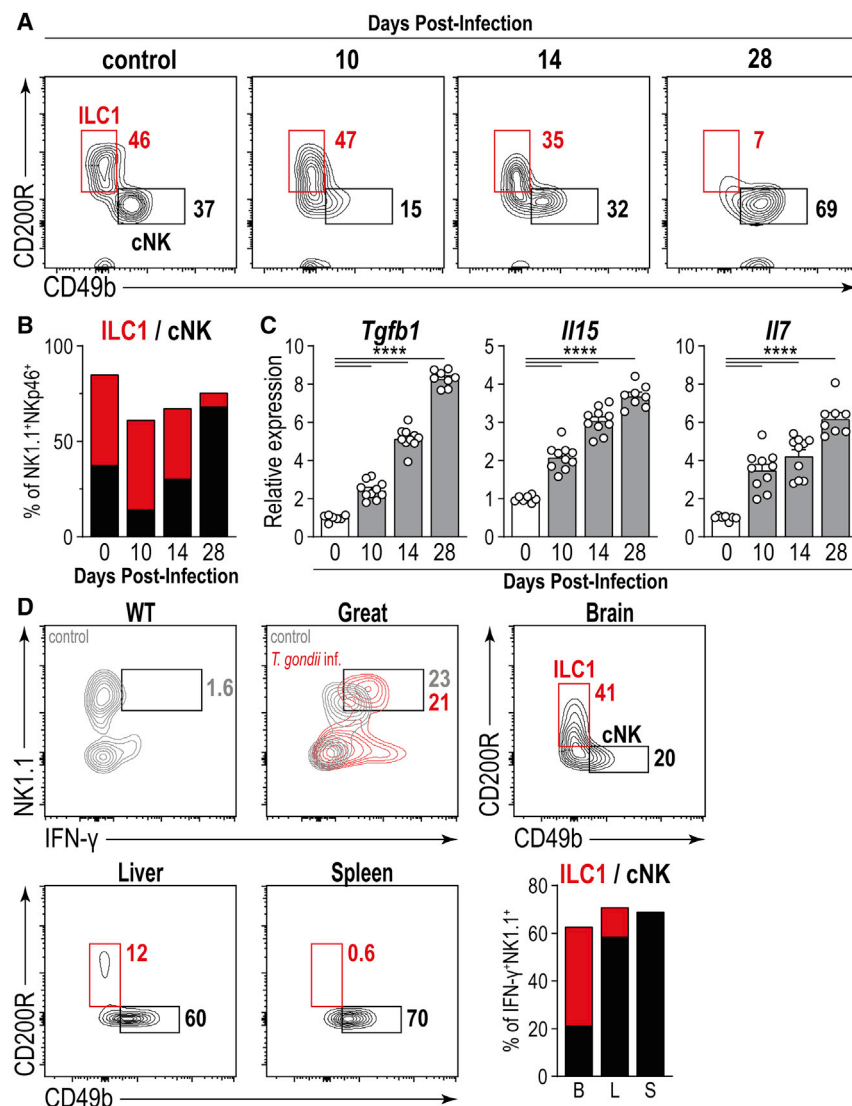 A
Days Post-Infection
control 10 14 28
ILC1 46
37
cNK
47
15
35
32
7
69
CD200R
CD49b
B
ILC1 / cNK
% of NK1.1+NKp46+
100
50
0
0 10 14 28
Days Post-Infection
C
Relative expression
Tgfb1
****
10
8
6
4
2
0
0 10 14 28
Il15
****
5
4
3
2
1
0
0 10 14 28
Il7
****
10
8
6
4
2
0
0 10 14 28
Days Post-Infection
D
WT
control
1.6
NK1.1
IFN-γ
Great
control
T. gondii inf.
23
21
Brain
ILC1
41
cNK
20
CD200R
CD49b
Liver
12
60
Spleen
0.6
70
CD200R
CD49b
ILC1 / cNK
% of IFN-γ+NK1.1+
80
60
40
20
0
B L S